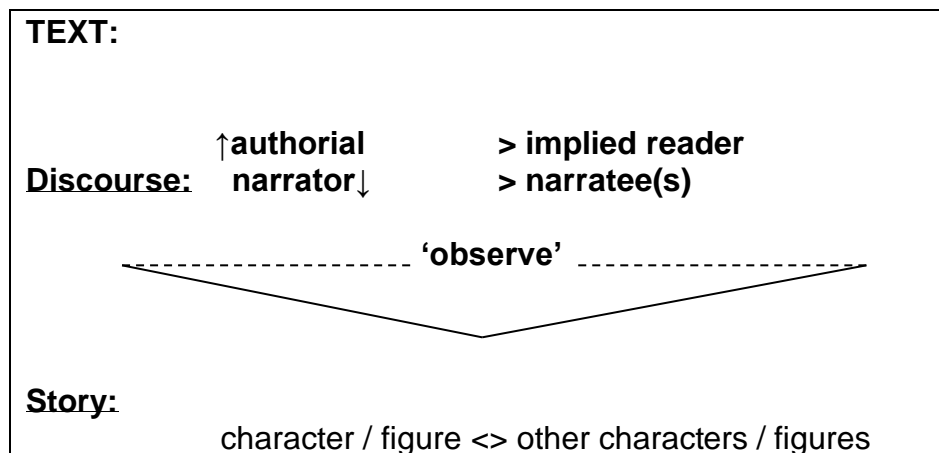 TEXT:
↑authorial > implied reader
Discourse: narrator↓ > narratee(s)
‘observe’
Story:
character / figure <> other characters / figures